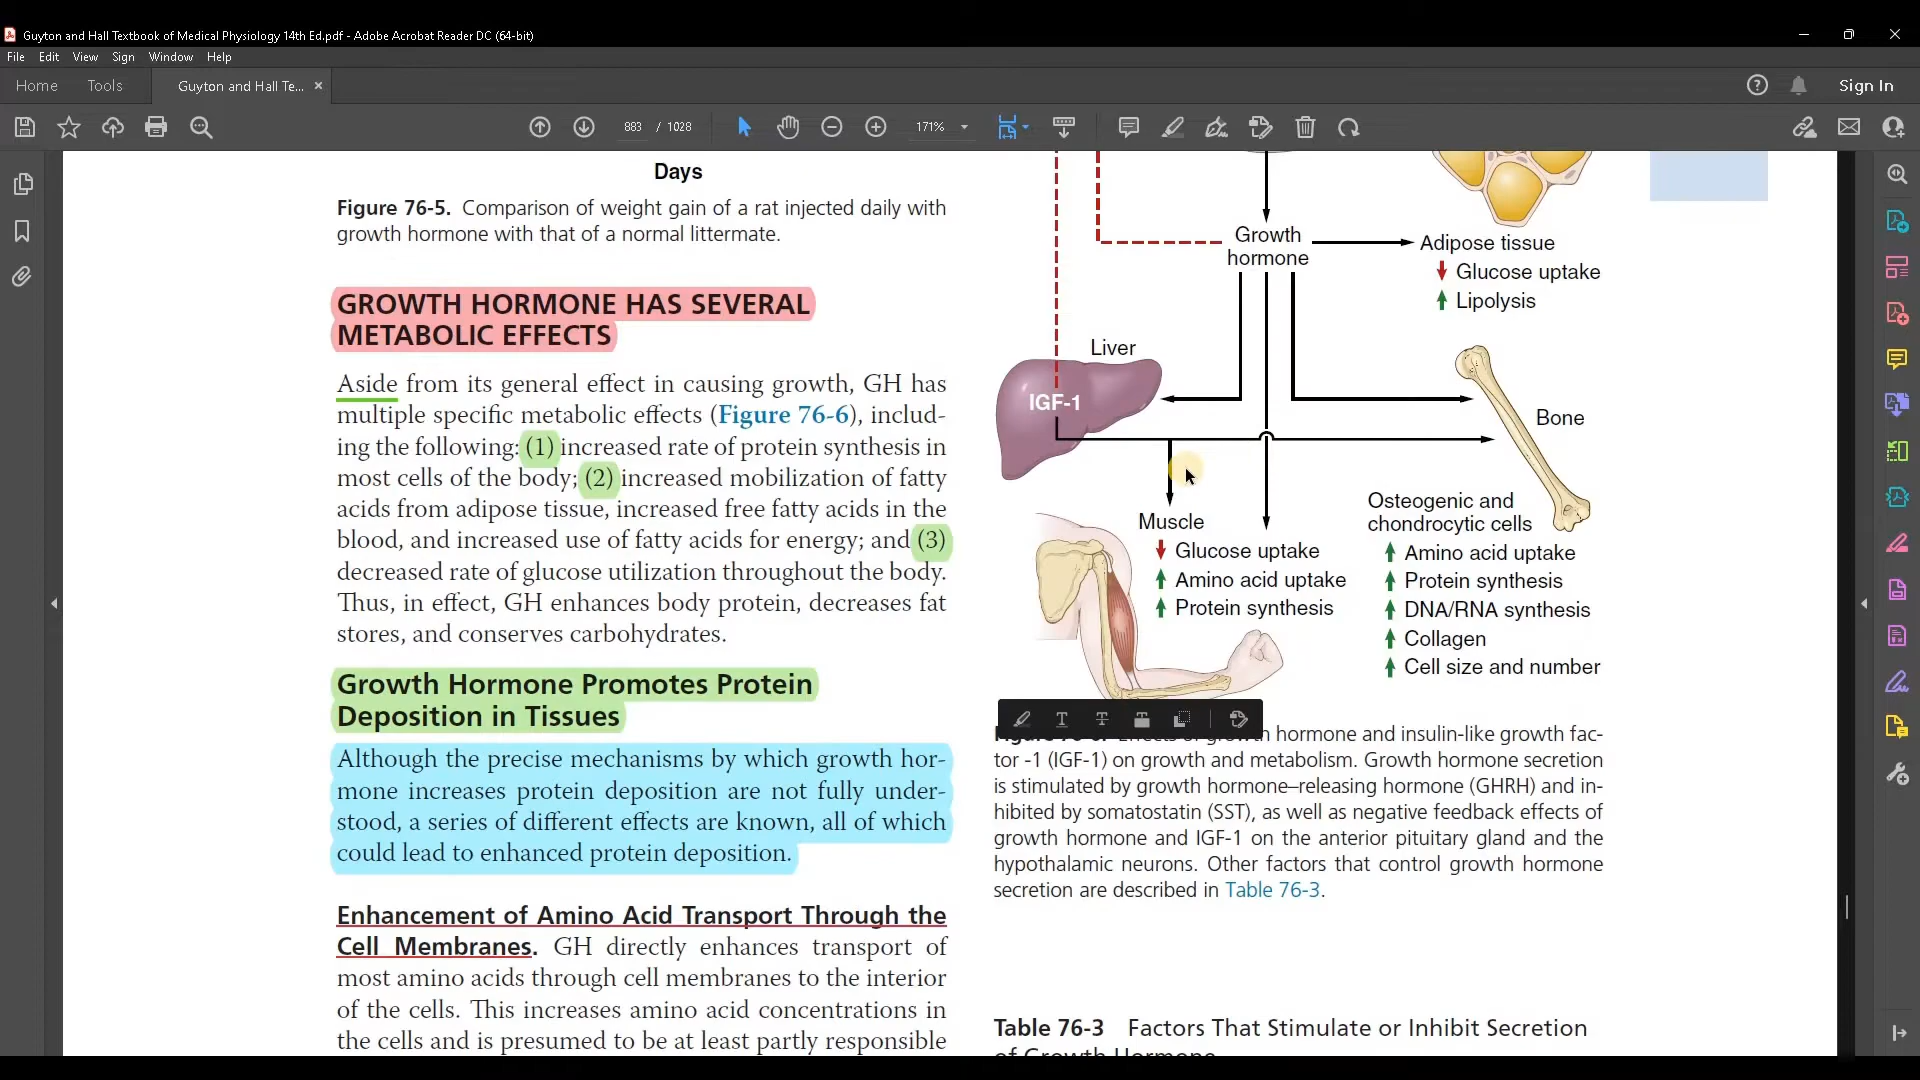 Guyton and Hall Textbook of Medical Physiology 14th Ed.pdf - Adobe Acrobat Reader DC (64-bit)
File Edit View Sign Window Help
Home Tools Guyton and Hall Te... × Sign In
883 / 1028 171%
Days
Figure 76-5. Comparison of weight gain of a rat injected daily with
growth hormone with that of a normal littermate.
GROWTH HORMONE HAS SEVERAL
METABOLIC EFFECTS
Aside from its general effect in causing growth, GH has
multiple specific metabolic effects (Figure 76-6), includ-
ing the following: (1) increased rate of protein synthesis in
most cells of the body; (2) increased mobilization of fatty
acids from adipose tissue, increased free fatty acids in the
blood, and increased use of fatty acids for energy; and (3)
decreased rate of glucose utilization throughout the body.
Thus, in effect, GH enhances body protein, decreases fat
stores, and conserves carbohydrates.
Growth Hormone Promotes Protein
Deposition in Tissues
Although the precise mechanisms by which growth hor-
mone increases protein deposition are not fully under-
stood, a series of different effects are known, all of which
could lead to enhanced protein deposition.
Enhancement of Amino Acid Transport Through the
Cell Membranes. GH directly enhances transport of
most amino acids through cell membranes to the interior
of the cells. This increases amino acid concentrations in
the cells and is presumed to be at least partly responsible
Growth
hormone
Adipose tissue
Glucose uptake
Lipolysis
Liver
IGF-1
Bone
Muscle
Glucose uptake
Amino acid uptake
Protein synthesis
Osteogenic and
chondrocytic cells
Amino acid uptake
Protein synthesis
DNA/RNA synthesis
Collagen
Cell size and number
growth hormone and insulin-like growth fac-
tor -1 (IGF-1) on growth and metabolism. Growth hormone secretion
is stimulated by growth hormone–releasing hormone (GHRH) and in-
hibited by somatostatin (SST), as well as negative feedback effects of
growth hormone and IGF-1 on the anterior pituitary gland and the
hypothalamic neurons. Other factors that control growth hormone
secretion are described in Table 76-3.
Table 76-3 Factors That Stimulate or Inhibit Secretion
of Growth Hormone